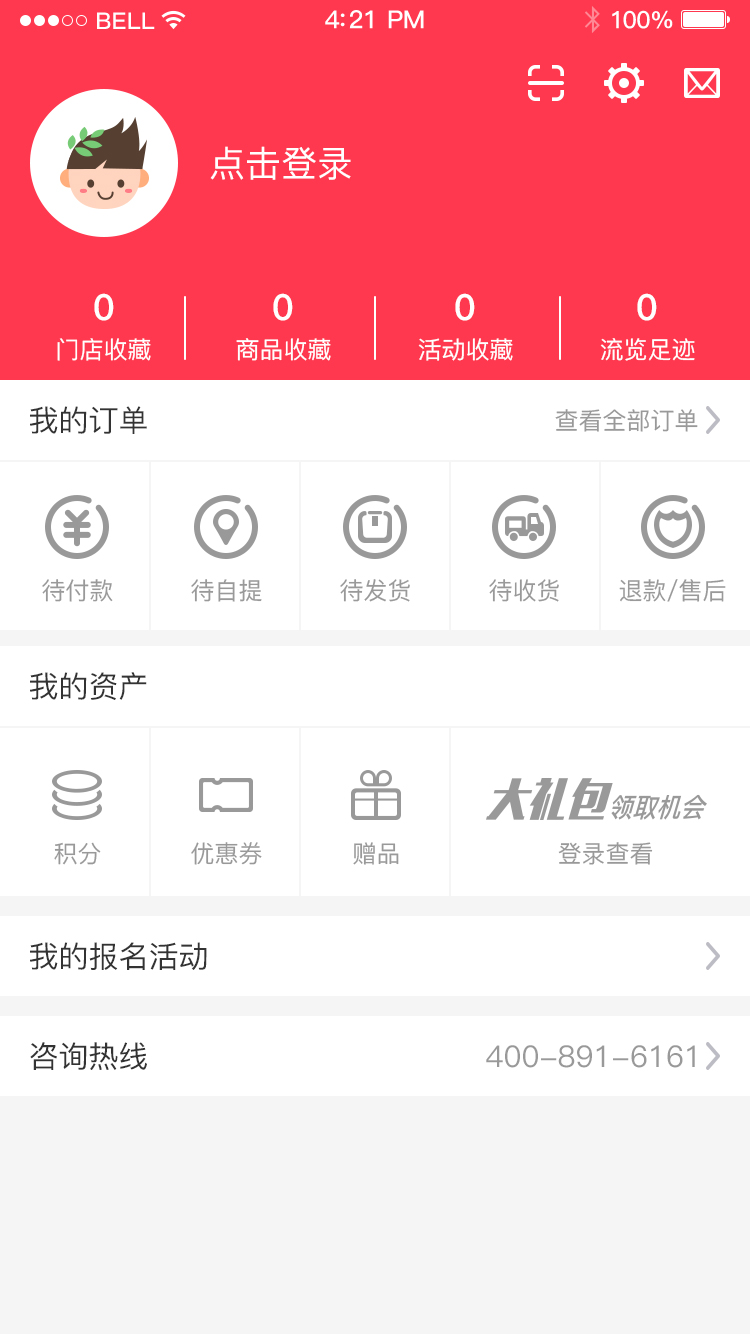 BELL 4:21 PM 100%
点击登录
0 0 0 0
门店收藏 商品收藏 活动收藏 流览足迹
我的订单 查看全部订单
待付款 待自提 待发货 待收货 退款/售后
我的资产
大礼包领取机会
积分 优惠券 赠品 登录查看
我的报名活动
咨询热线 400-891-6161